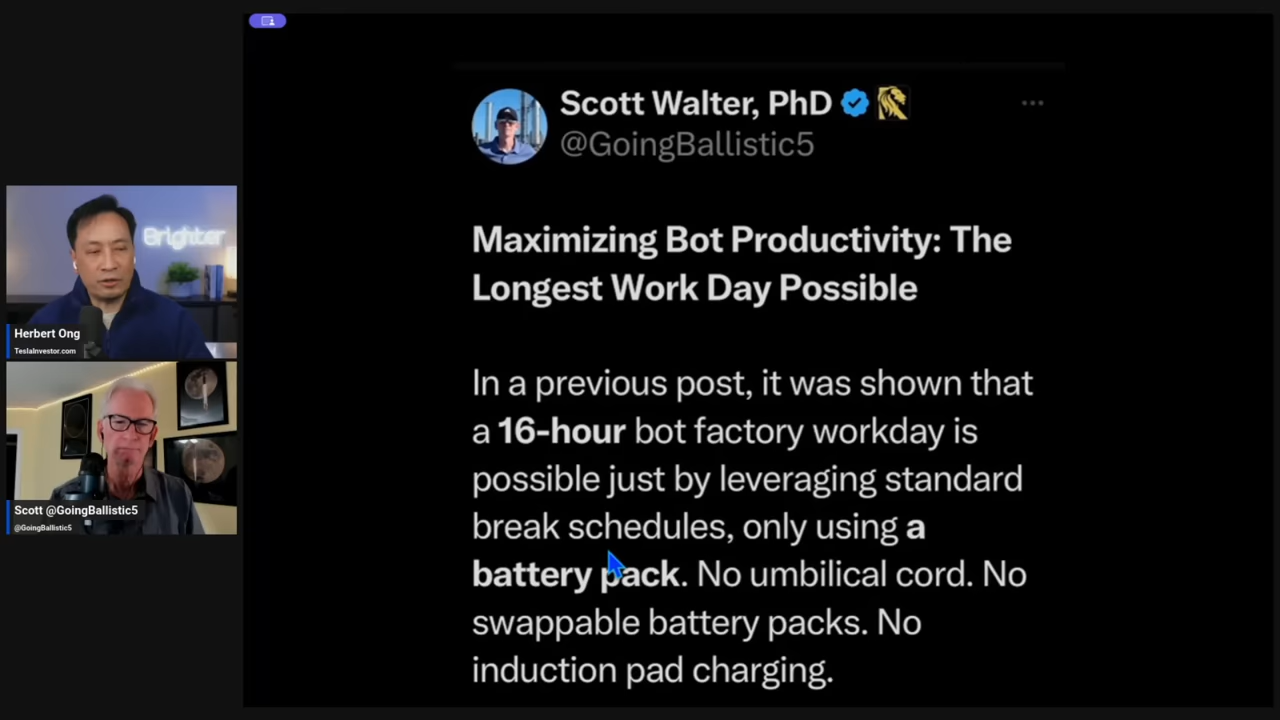 Scott Walter, PhD
@GoingBallistic5
Maximizing Bot Productivity: The
Longest Work Day Possible
In a previous post, it was shown that
a 16-hour bot factory workday is
possible just by leveraging standard
break schedules, only using a
battery pack. No umbilical cord. No
swappable battery packs. No
induction pad charging.
Brighter
Herbert Ong
TeslaInvestor.com
Scott @GoingBallistic5
@GoingBallistic5